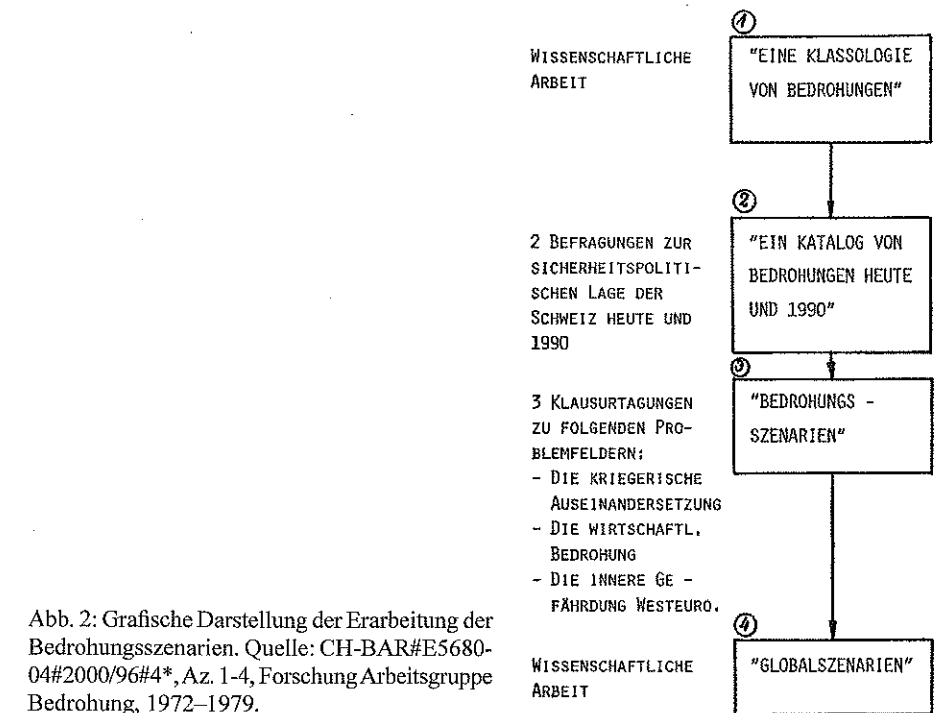 ①
WISSENSCHAFTLICHE
ARBEIT
"EINE KLASSOLOGIE
VON BEDROHUNGEN"
②
2 BEFRAGUNGEN ZUR
SICHERHEITSPOLITI-
SCHEN LAGE DER
SCHWEIZ HEUTE UND
1990
"EIN KATALOG VON
BEDROHUNGEN HEUTE
UND 1990"
③
3 KLAUSURTAGUNGEN
ZU FOLGENDEN PRO-
BLEMFELDERN:
- DIE KRIEGERISCHE
AUSEINANDERSETZUNG
- DIE WIRTSCHAFTL.
BEDROHUNG
- DIE INNERE GE -
FÄHRDUNG WESTEURO.
"BEDROHUNGS -
SZENARIEN"
④
WISSENSCHAFTLICHE
ARBEIT
"GLOBALSZENARIEN"
Abb. 2: Grafische Darstellung der Erarbeitung der
Bedrohungsszenarien. Quelle: CH-BAR#E5680-
04#2000/96#4*, Az. 1-4, Forschung Arbeitsgruppe
Bedrohung, 1972–1979.